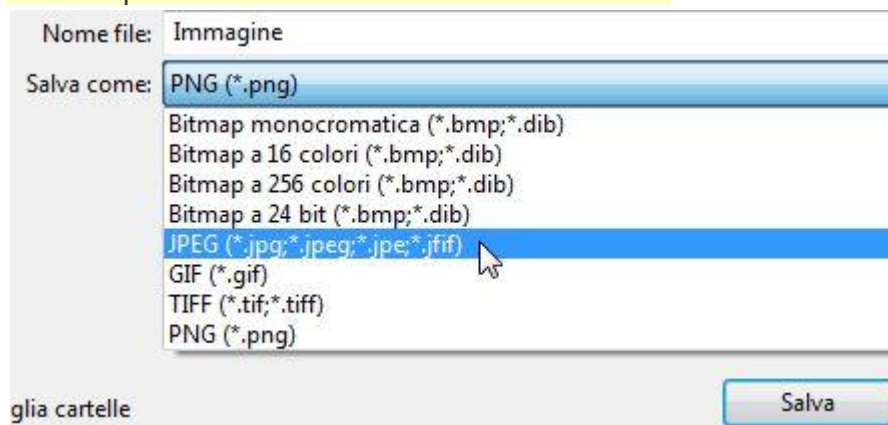 Nome file: Immagine
Salva come: PNG (*.png)
Bitmap monocromatica (*.bmp;*.dib)
Bitmap a 16 colori (*.bmp;*.dib)
Bitmap a 256 colori (*.bmp;*.dib)
Bitmap a 24 bit (*.bmp;*.dib)
JPEG (*.jpg;*.jpeg;*.jpe;*.jfif)
GIF (*.gif)
TIFF (*.tif;*.tiff)
PNG (*.png)
glia cartelle
Salva